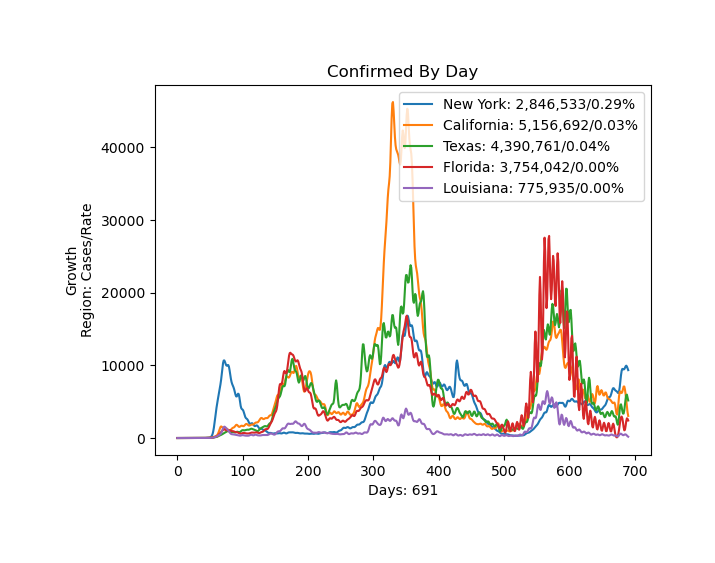 Confirmed By Day
Growth
Region: Cases/Rate
40000
30000
20000
10000
0
New York: 2,846,533/0.29%
California: 5,156,692/0.03%
Texas: 4,390,761/0.04%
Florida: 3,754,042/0.00%
Louisiana: 775,935/0.00%
0 100 200 300 400 500 600 700
Days: 691